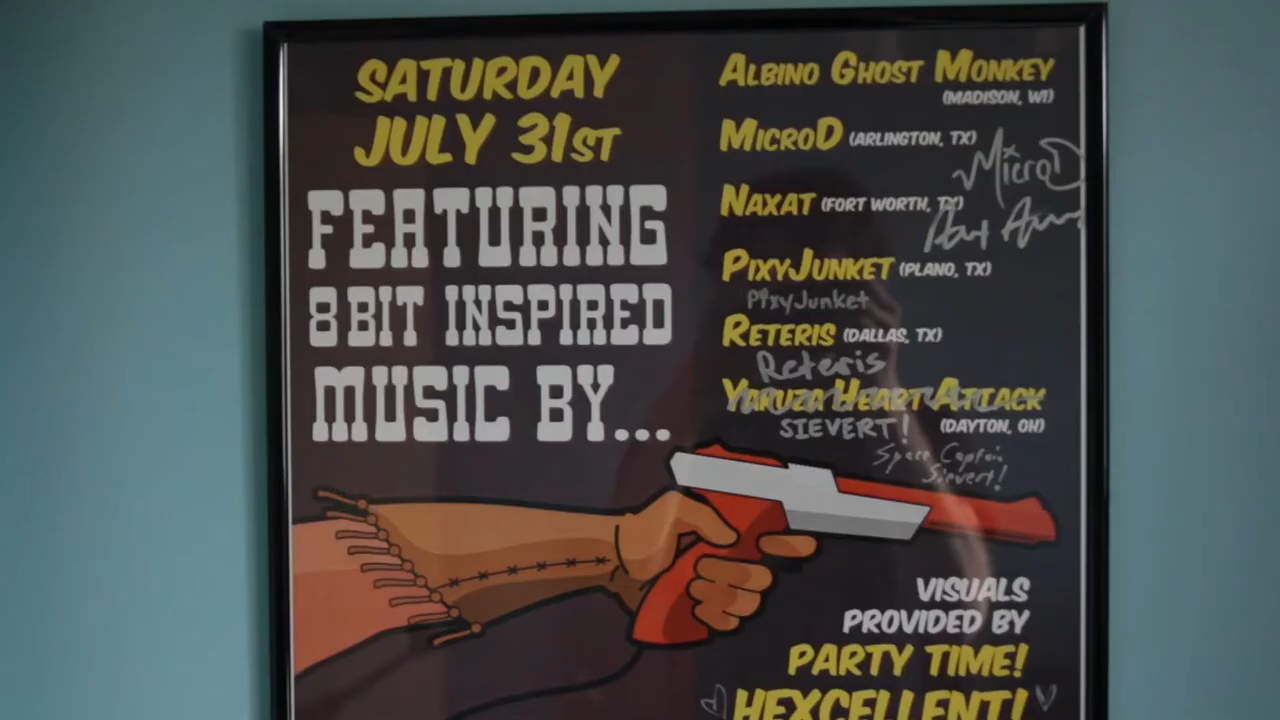 SATURDAY
JULY 31ST
FEATURING
8 BIT INSPIRED
MUSIC BY...
ALBINO GHOST MONKEY
(MADISON, WI)
MICROD (ARLINGTON, TX)
MicroD
NAXAT (FORT WORTH, TX)
PIXYJUNKET (PLANO, TX)
PixyJunket
RETERIS (DALLAS, TX)
Reteris
YAKUZA HEART ATTACK
SIEVERT! (DAYTON, OH)
Space Captain
Sievert!
VISUALS
PROVIDED BY
PARTY TIME!
HEXCELLENT!